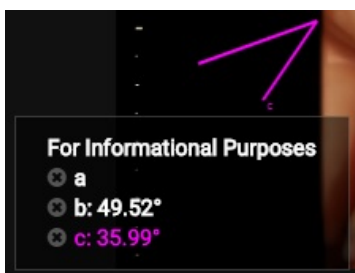 c
For Informational Purposes
a
b: 49.52°
c: 35.99°